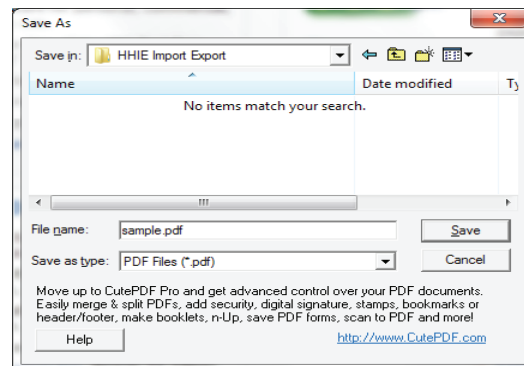 Save As
Save in: HHIE Import Export
Name Date modified Ty
No items match your search.
File name: sample.pdf Save
Save as type: PDF Files (*.pdf) Cancel
Move up to CutePDF Pro and get advanced control over your PDF documents.
Easily merge & split PDFs, add security, digital signature, stamps, bookmarks or
header/footer, make booklets, n-Up, save PDF forms, scan to PDF and more!
Help http://www.CutePDF.com